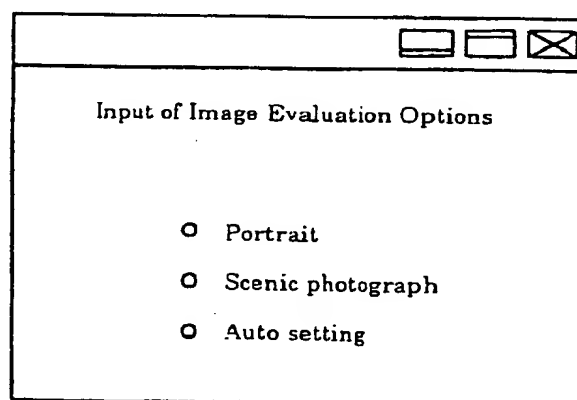 Input of Image Evaluation Options
Portrait
Scenic photograph
Auto setting